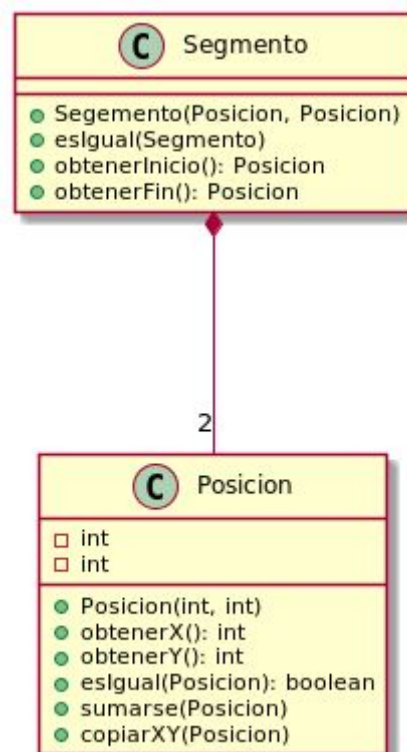 C Segmento
Segemento(Posicion, Posicion)
esIgual(Segmento)
obtenerInicio(): Posicion
obtenerFin(): Posicion
2
C Posicion
int
int
Posicion(int, int)
obtenerX(): int
obtenerY(): int
esIgual(Posicion): boolean
sumarse(Posicion)
copiarXY(Posicion)